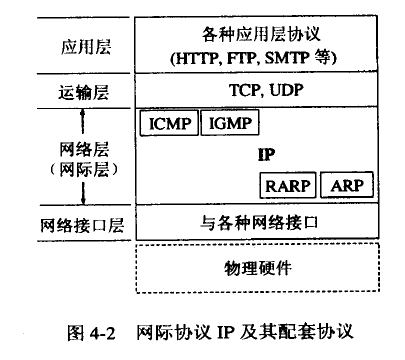 应用层
各种应用层协议
(HTTP, FTP, SMTP 等)
运输层
TCP, UDP
ICMP
IGMP
网络层
(网际层)
IP
RARP
ARP
网络接口层
与各种网络接口
物理硬件
图 4-2 网际协议 IP 及其配套协议